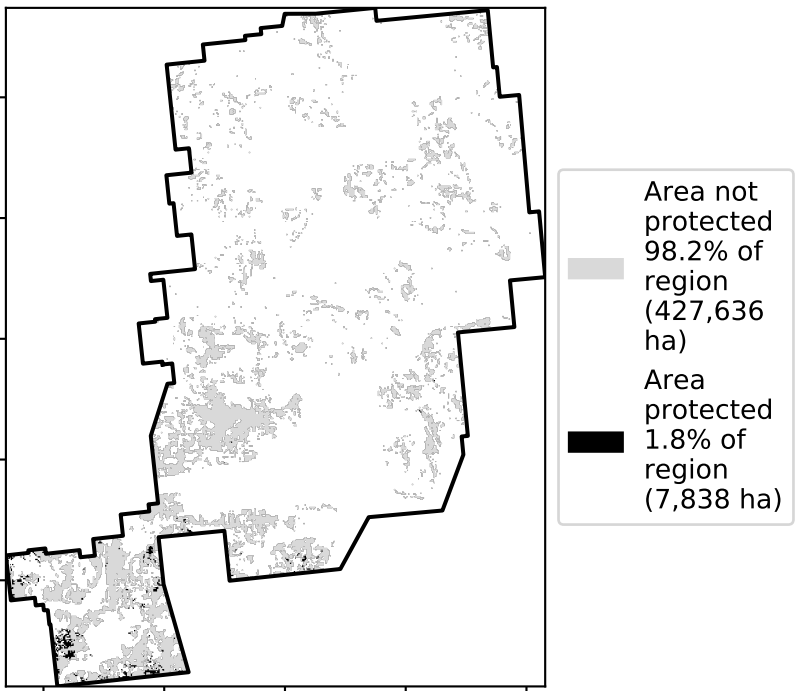 Area not
protected
98.2% of
region
(427,636
ha)
Area
protected
1.8% of
region
(7,838 ha)